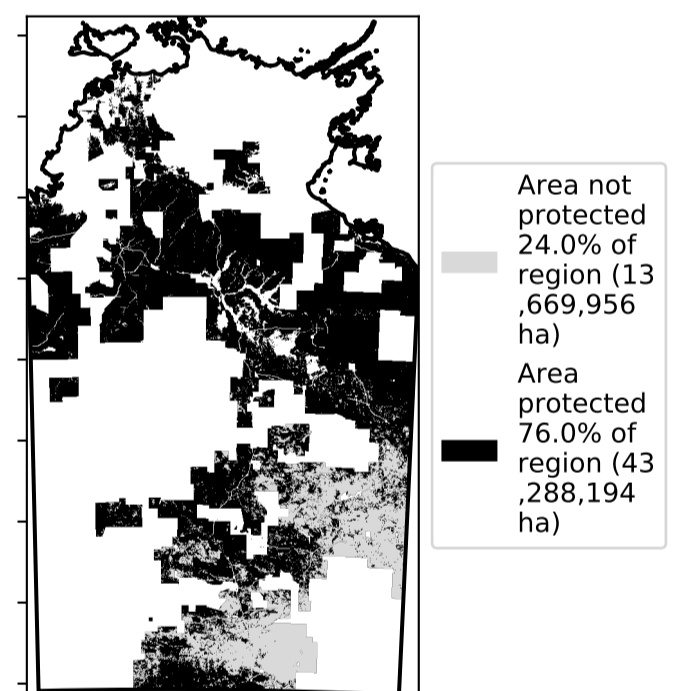 Area not
protected
24.0% of
region (13
,669,956
ha)
Area
protected
76.0% of
region (43
,288,194
ha)